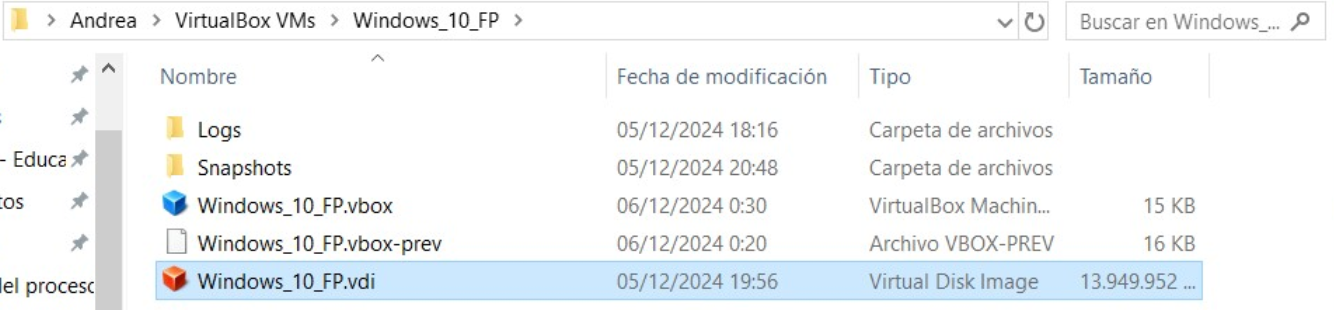 > Andrea > VirtualBox VMs > Windows_10_FP >
Buscar en Windows_...
Nombre Fecha de modificación Tipo Tamaño
Logs 05/12/2024 18:16 Carpeta de archivos
- Educa Snapshots 05/12/2024 20:48 Carpeta de archivos
tos Windows_10_FP.vbox 06/12/2024 0:30 VirtualBox Machin... 15 KB
Windows_10_FP.vbox-prev 06/12/2024 0:20 Archivo VBOX-PREV 16 KB
del proceso Windows_10_FP.vdi 05/12/2024 19:56 Virtual Disk Image 13.949.952 ...